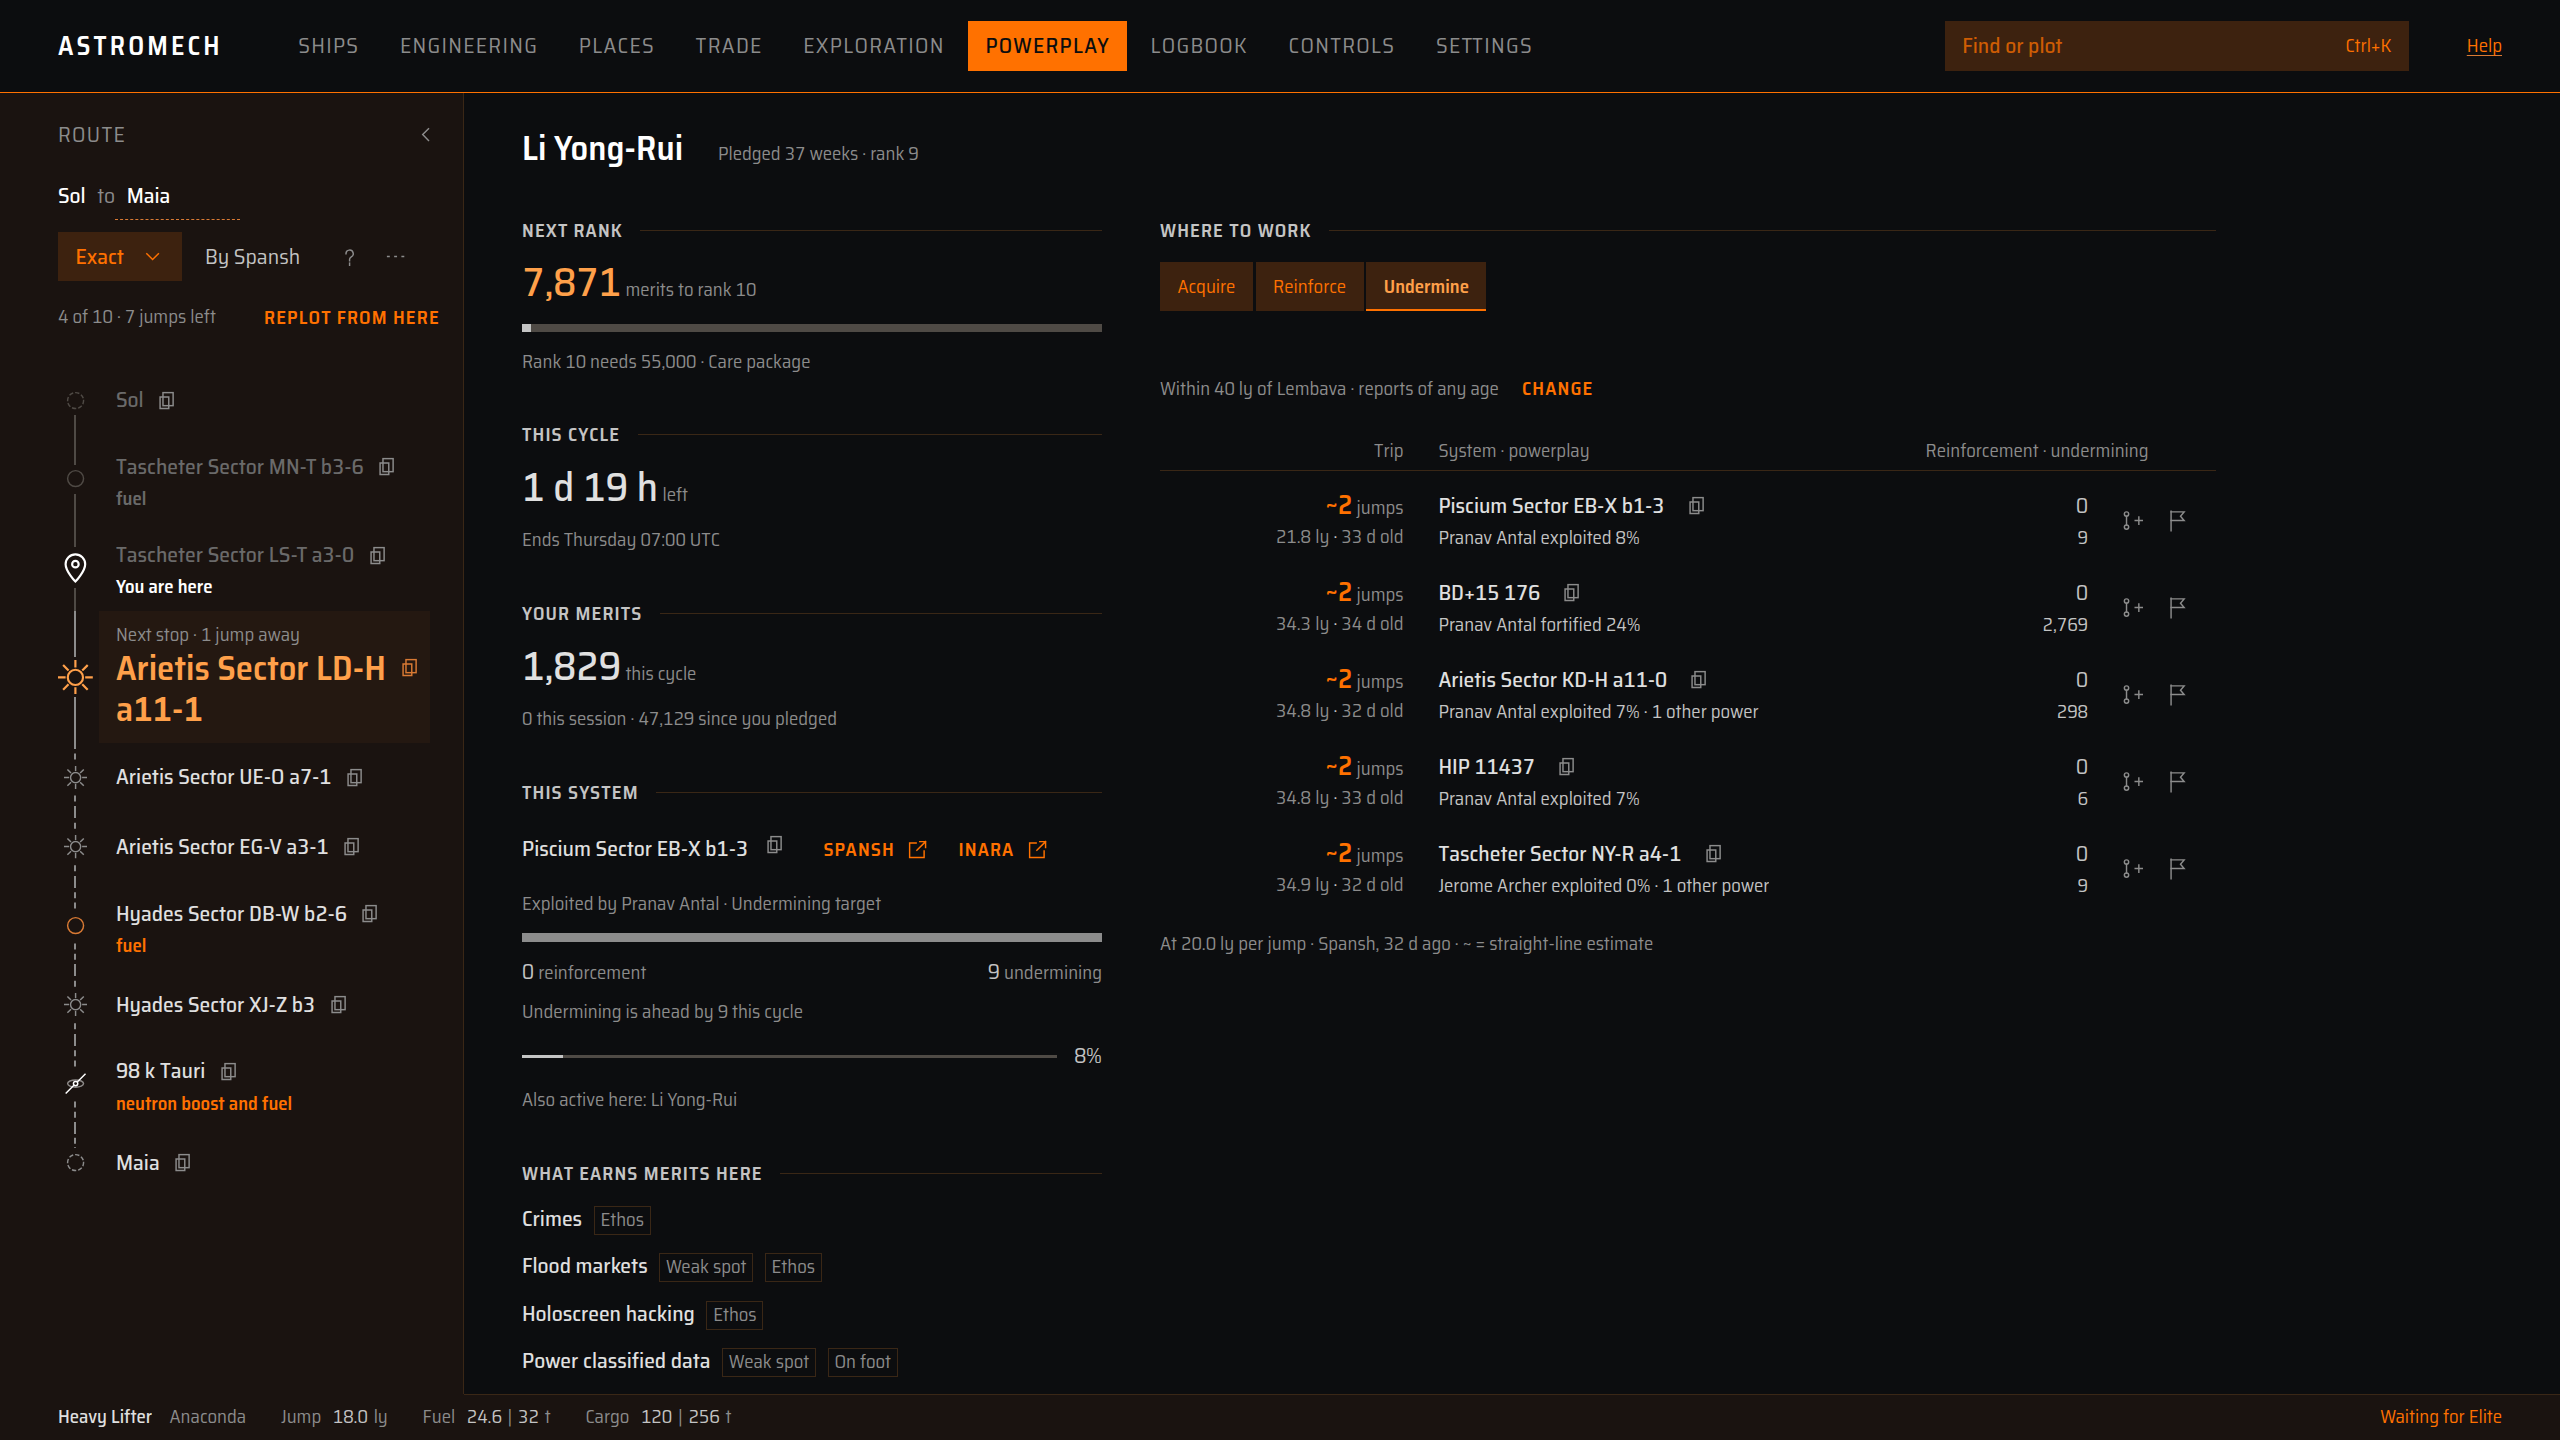 ASTROMECH SHIPS ENGINEERING PLACES TRADE EXPLORATION POWERPLAY LOGBOOK CONTROLS SETTINGS Find or plot Ctrl+K Help
ROUTE
Sol to Maia
Exact By Spansh ? ···
4 of 10 · 7 jumps left REPLOT FROM HERE
Sol
Tascheter Sector MN-T b3-6
fuel
Tascheter Sector LS-T a3-0
You are here
Next stop · 1 jump away
Arietis Sector LD-H
a11-1
Arietis Sector UE-O a7-1
Arietis Sector EG-V a3-1
Hyades Sector DB-W b2-6
fuel
Hyades Sector XJ-Z b3
98 k Tauri
neutron boost and fuel
Maia
Li Yong-Rui Pledged 37 weeks · rank 9
NEXT RANK
7,871 merits to rank 10
Rank 10 needs 55,000 · Care package
THIS CYCLE
1 d 19 h left
Ends Thursday 07:00 UTC
YOUR MERITS
1,829 this cycle
0 this session · 47,129 since you pledged
THIS SYSTEM
Piscium Sector EB-X b1-3 SPANSH INARA
Exploited by Pranav Antal · Undermining target
0 reinforcement 9 undermining
Undermining is ahead by 9 this cycle
8%
Also active here: Li Yong-Rui
WHAT EARNS MERITS HERE
Crimes Ethos
Flood markets Weak spot Ethos
Holoscreen hacking Ethos
Power classified data Weak spot On foot
WHERE TO WORK
Acquire Reinforce Undermine
Within 40 ly of Lembava · reports of any age CHANGE
Trip System · powerplay Reinforcement · undermining
~2 jumps Piscium Sector EB-X b1-3 0
21.8 ly · 33 d old Pranav Antal exploited 8% 9
~2 jumps BD+15 176 0
34.3 ly · 34 d old Pranav Antal fortified 24% 2,769
~2 jumps Arietis Sector KD-H a11-0 0
34.8 ly · 32 d old Pranav Antal exploited 7% · 1 other power 298
~2 jumps HIP 11437 0
34.8 ly · 33 d old Pranav Antal exploited 7% 6
~2 jumps Tascheter Sector NY-R a4-1 0
34.9 ly · 32 d old Jerome Archer exploited 0% · 1 other power 9
At 20.0 ly per jump · Spansh, 32 d ago · ~ = straight-line estimate
Heavy Lifter Anaconda Jump 18.0 ly Fuel 24.6 | 32 t Cargo 120 | 256 t Waiting for Elite